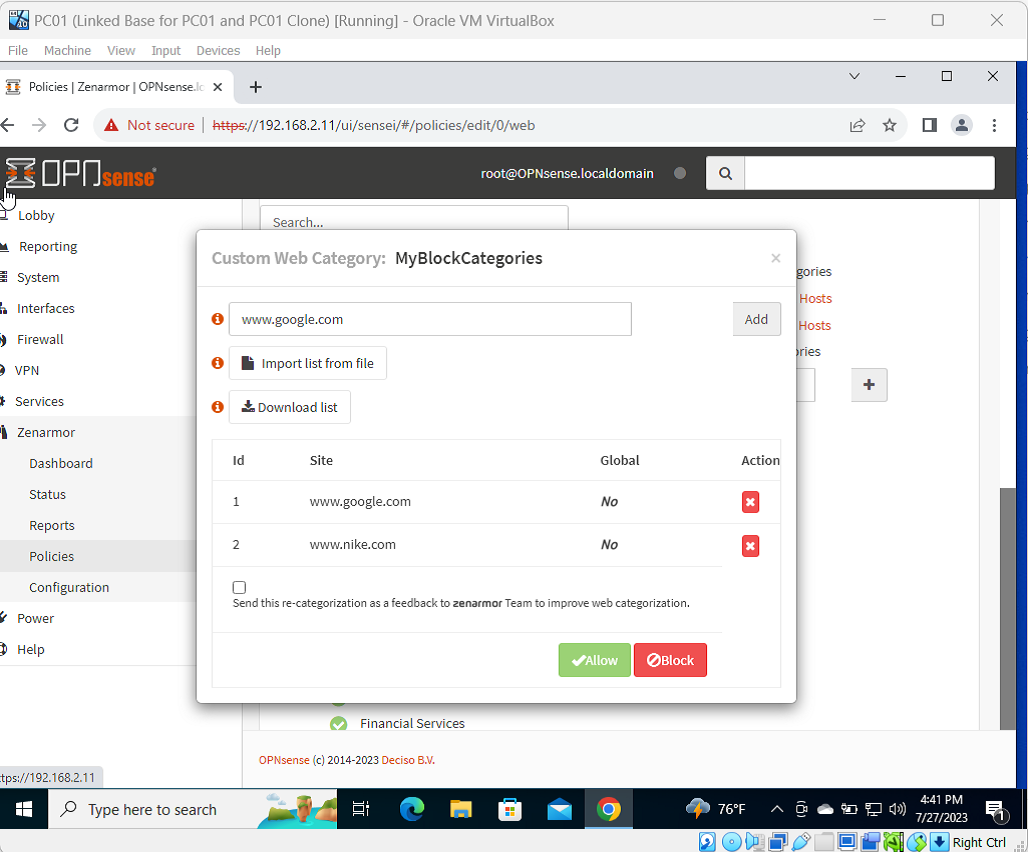 PC01 (Linked Base for PC01 and PC01 Clone) [Running] - Oracle VM VirtualBox
File Machine View Input Devices Help
Policies | Zenarmor | OPNsense.lo
Not secure https://192.168.2.11/ui/sensei/#/policies/edit/0/web
OPNsense
root@OPNsense.localdomain
Lobby
Reporting
System
Interfaces
Firewall
VPN
Services
Zenarmor
Dashboard
Status
Reports
Policies
Configuration
Power
Help
Search...
Custom Web Category: MyBlockCategories
×
www.google.com
Add
Import list from file
Download list
Id Site Global Action
1 www.google.com No
2 www.nike.com No
Send this re-categorization as a feedback to zenarmor Team to improve web categorization.
Allow Block
gories
Hosts
Hosts
ories
Financial Services
OPNsense (c) 2014-2023 Deciso B.V.
ttps://192.168.2.11
Type here to search
76°F
4:41 PM
7/27/2023
1
Right Ctrl